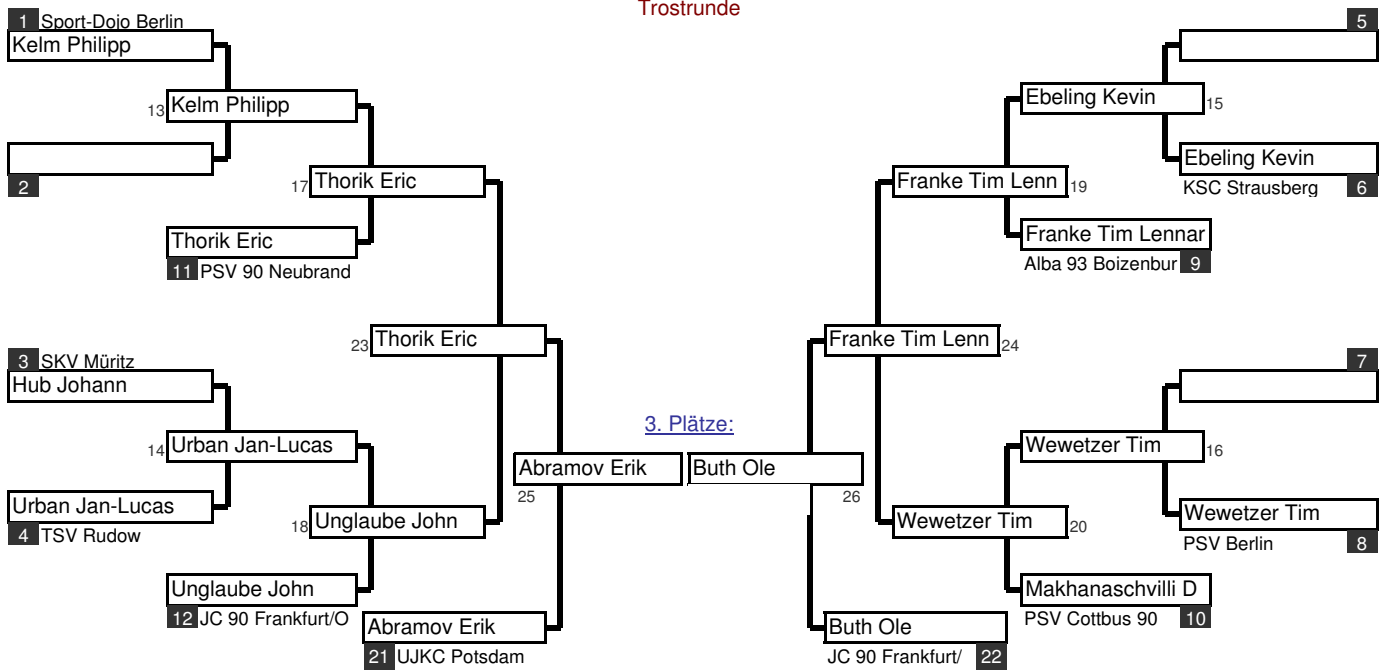 Trostrunde
1 Sport-Dojo Berlin
Kelm Philipp
13 Kelm Philipp
2
17 Thorik Eric
Thorik Eric
11 PSV 90 Neubrand
23 Thorik Eric
3 SKV Müritz
Hub Johann
14 Urban Jan-Lucas
Urban Jan-Lucas
4 TSV Rudow
18 Unglaube John
Unglaube John
12 JC 90 Frankfurt/O
Abramov Erik
21 UJKC Potsdam
3. Plätze:
Abramov Erik
25
Buth Ole
26
5
Ebeling Kevin 15
Ebeling Kevin
KSC Strausberg 6
Franke Tim Lenn 19
Franke Tim Lennar
Alba 93 Boizenbur 9
Franke Tim Lenn 24
7
Wewetzer Tim 16
Wewetzer Tim
PSV Berlin 8
Wewetzer Tim 20
Makhanaschvilli D
PSV Cottbus 90 10
Buth Ole
JC 90 Frankfurt/ 22